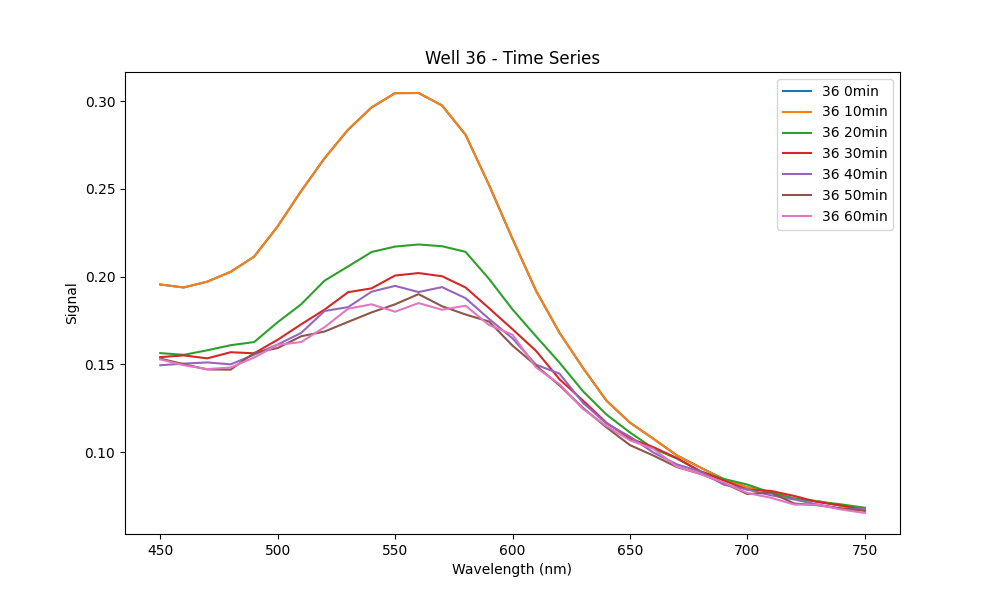 Well 36 - Time Series
0.30
0.25
0.20
0.15
0.10
Signal
450 500 550 600 650 700 750
Wavelength (nm)
36 0min
36 10min
36 20min
36 30min
36 40min
36 50min
36 60min